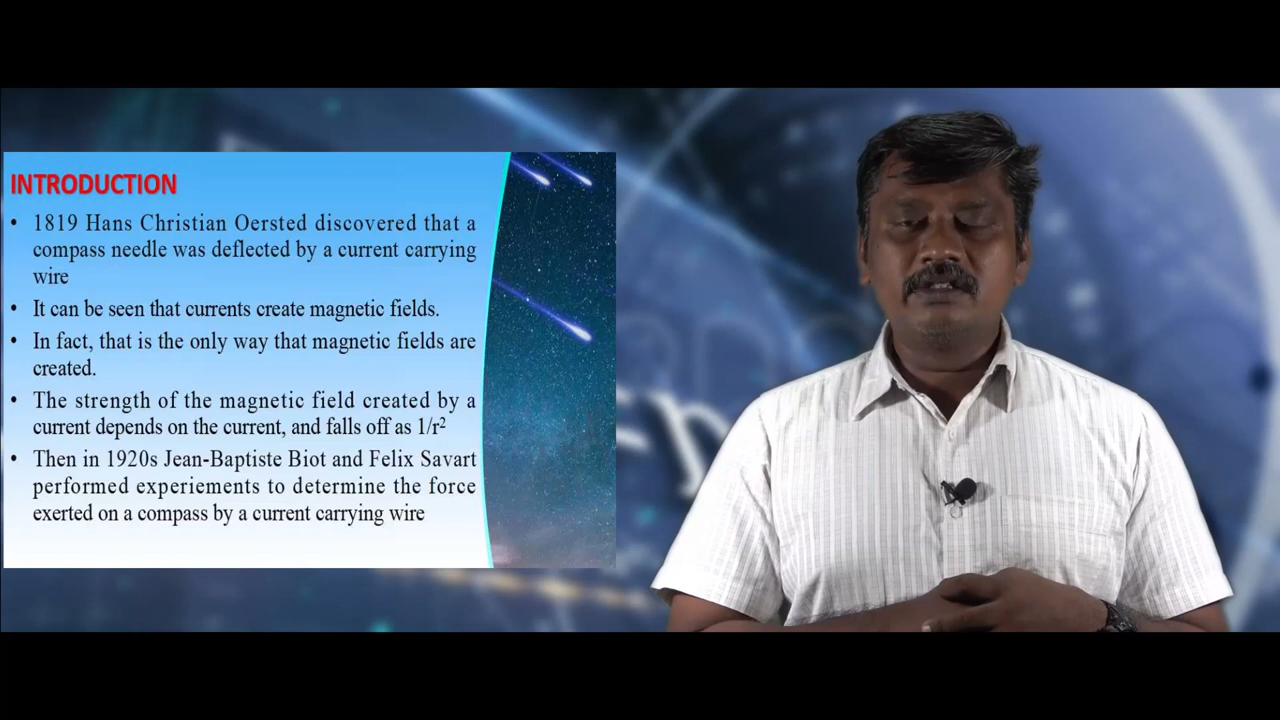 INTRODUCTION
• 1819 Hans Christian Oersted discovered that a
compass needle was deflected by a current carrying
wire
• It can be seen that currents create magnetic fields.
• In fact, that is the only way that magnetic fields are
created.
• The strength of the magnetic field created by a
current depends on the current, and falls off as 1/r²
• Then in 1920s Jean-Baptiste Biot and Felix Savart
performed experiements to determine the force
exerted on a compass by a current carrying wire